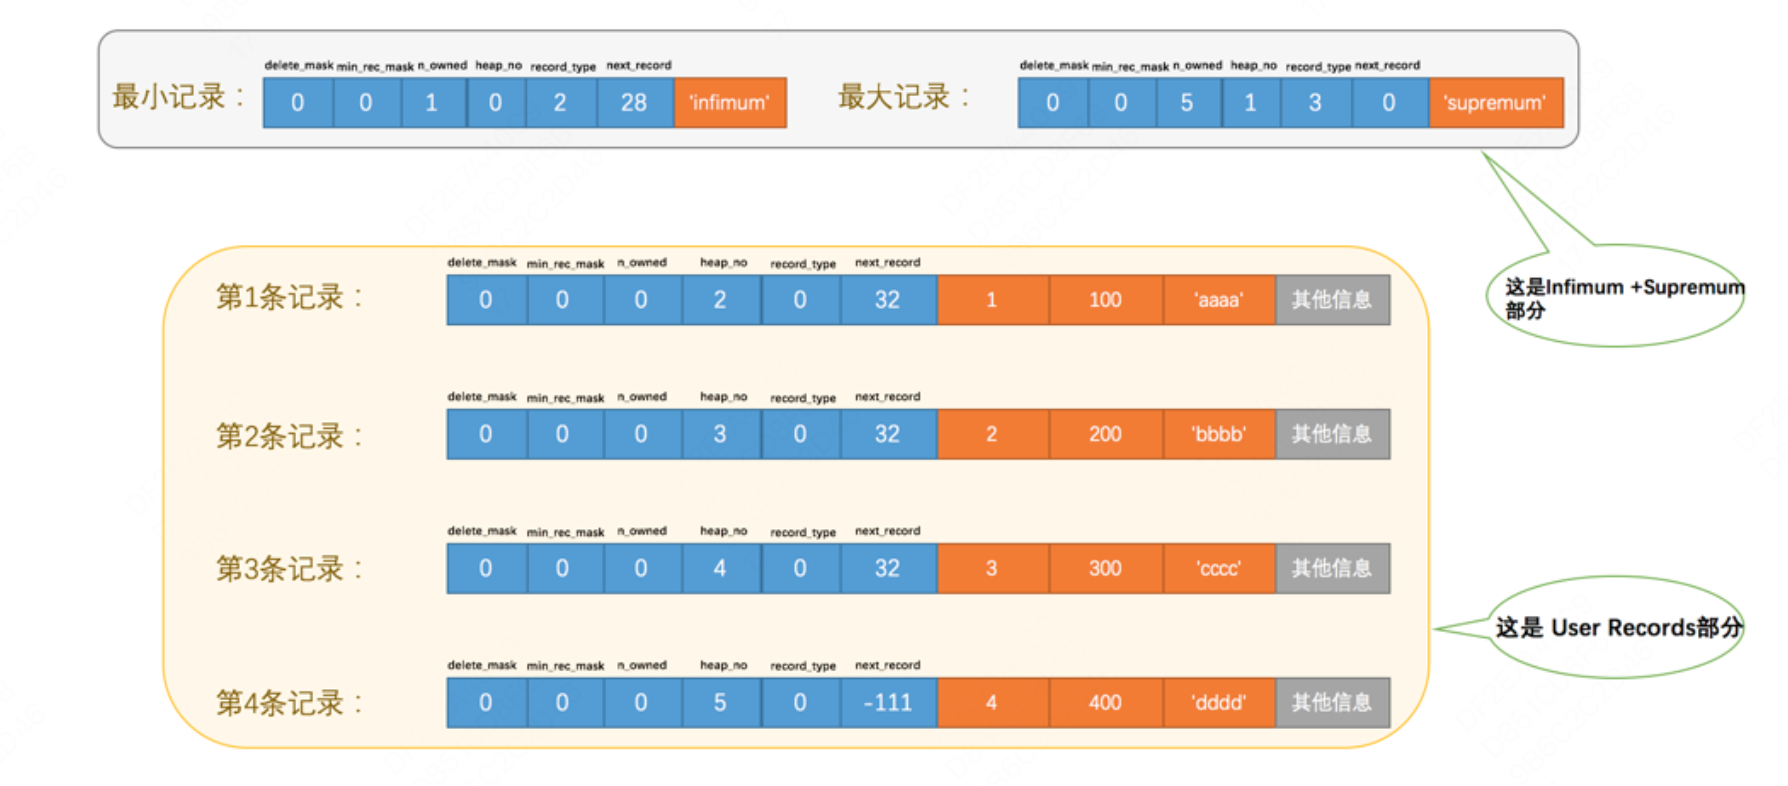 delete_mask min_rec_mask n_owned heap_no record_type next_record
最小记录： 0 0 1 0 2 28 'infimum'
delete_mask min_rec_mask n_owned heap_no record_type next_record
最大记录： 0 0 5 1 3 0 'supremum'
这是Infimum +Supremum
部分
delete_mask min_rec_mask n_owned heap_no record_type next_record
第1条记录： 0 0 0 2 0 32 1 100 'aaaa' 其他信息
delete_mask min_rec_mask n_owned heap_no record_type next_record
第2条记录： 0 0 0 3 0 32 2 200 'bbbb' 其他信息
delete_mask min_rec_mask n_owned heap_no record_type next_record
第3条记录： 0 0 0 4 0 32 3 300 'cccc' 其他信息
这是 User Records部分
delete_mask min_rec_mask n_owned heap_no record_type next_record
第4条记录： 0 0 0 5 0 -111 4 400 'dddd' 其他信息